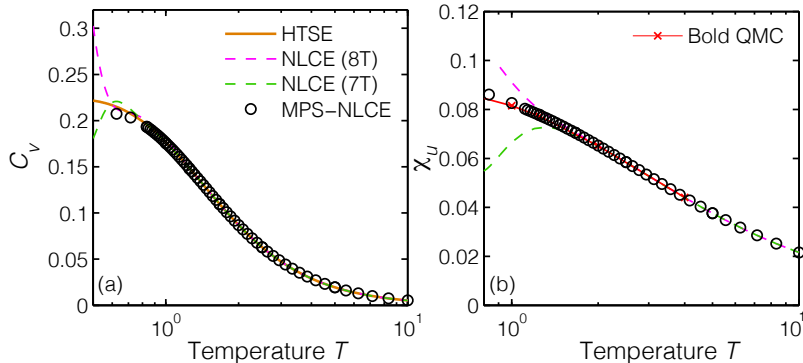 0.3
0.25
0.2
0.15
0.1
0.05
0
C_v
HTSE
NLCE (8T)
NLCE (7T)
MPS−NLCE
(a)
10^0
10^1
Temperature T
0.12
0.1
0.08
0.06
0.04
0.02
0
χ_u
Bold QMC
(b)
10^0
10^1
Temperature T